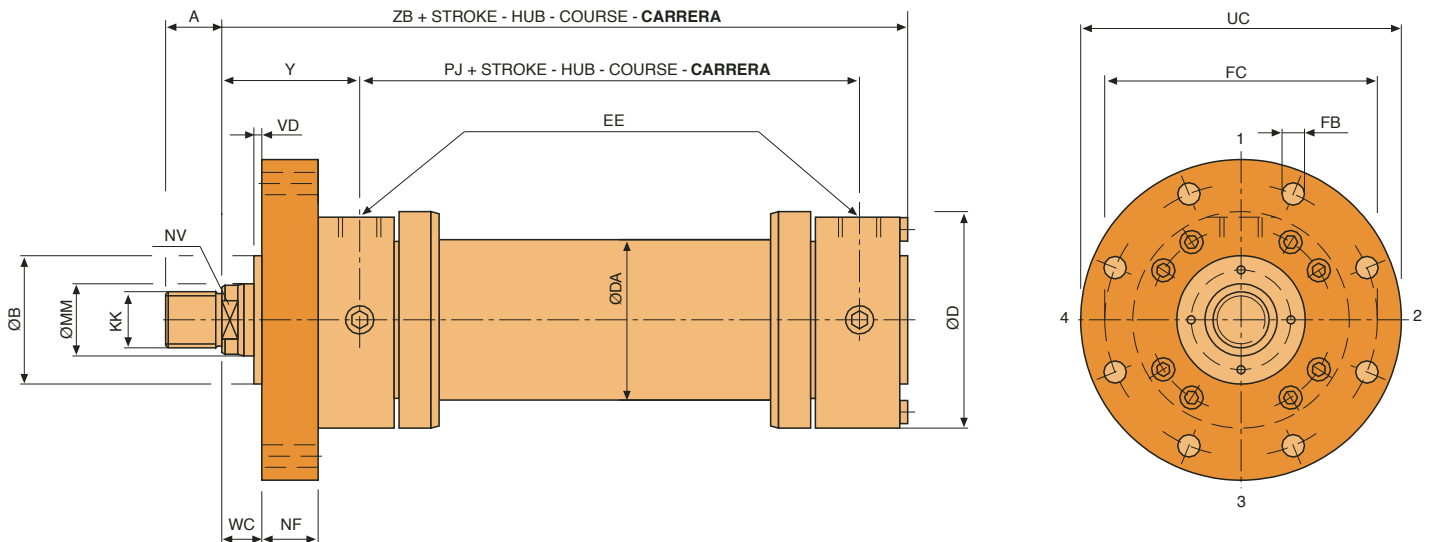 A
ZB + STROKE - HUB - COURSE - CARRERA
UC
Y
PJ + STROKE - HUB - COURSE - CARRERA
FC
VD
EE
FB
1
NV
ØB
ØMM
KK
ØDA
ØD
4
2
3
WC
NF